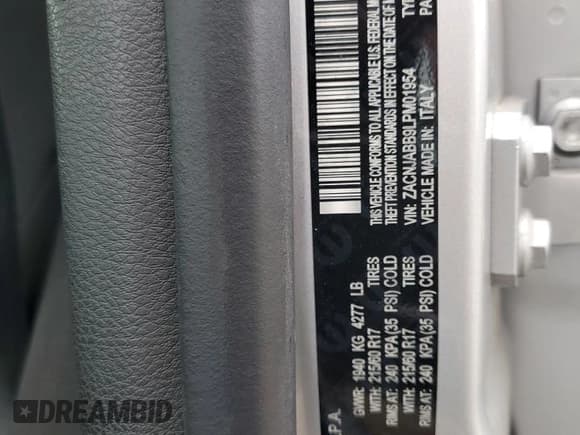 THIS VEHICLE CONFORMS TO ALL APPLICABLE U.S. FEDERAL
THEFT PREVENTION STANDARDS IN EFFECT ON THE DATE OF
VIN: ZACNJABB9LPM01954 TY
VEHICLE MADE IN: ITALY PA
P.A.
GVWR: 1940 KG 4277 LB
WITH: 215/60 R17 TIRES
RIMS AT: 240 KPA(35 PSI) COLD
WITH: 215/60 R17 TIRES
RIMS AT: 240 KPA(35 PSI) COLD
DREAMBID